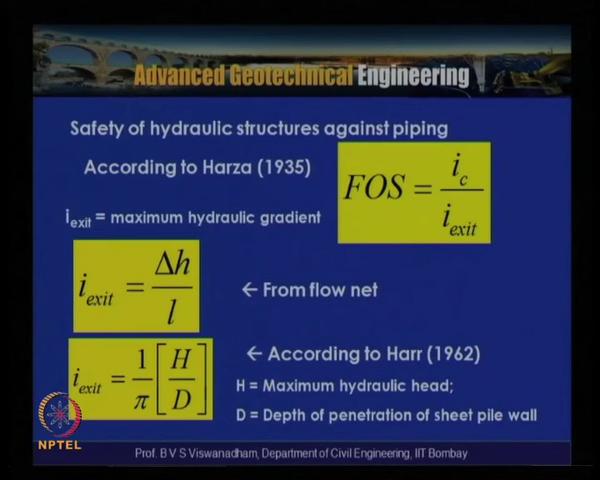 Advanced Geotechnical Engineering
Safety of hydraulic structures against piping
According to Harza (1935)
FOS = i_c / i_exit
i_exit = maximum hydraulic gradient
i_exit = Δh / l
← From flow net
i_exit = 1/π [H/D]
← According to Harr (1962)
H = Maximum hydraulic head;
D = Depth of penetration of sheet pile wall
NPTEL
Prof. B V S Viswanadham, Department of Civil Engineering, IIT Bombay